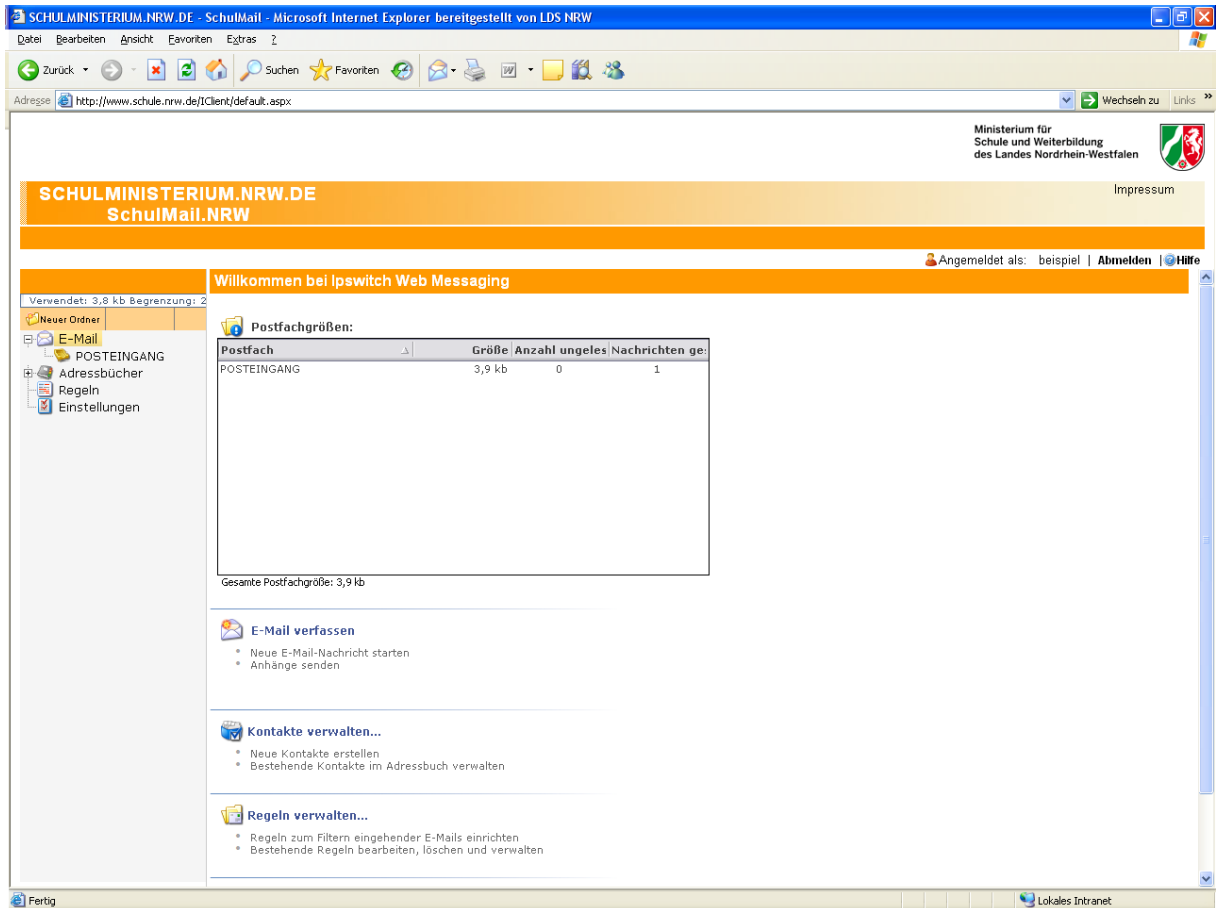 SCHULMINISTERIUM.NRW.DE - SchulMail - Microsoft Internet Explorer bereitgestellt von LDS NRW
Datei Bearbeiten Ansicht Favoriten Extras ?
Zurück Suchen Favoriten
Adresse http://www.schule.nrw.de/IClient/default.aspx Wechseln zu Links »
Ministerium für
Schule und Weiterbildung
des Landes Nordrhein-Westfalen
SCHULMINISTERIUM.NRW.DE
SchulMail.NRW
Impressum
Angemeldet als: beispiel | Abmelden | Hilfe
Willkommen bei Ipswitch Web Messaging
Verwendet: 3,8 kb Begrenzung: 2
Neuer Ordner
E-Mail
POSTEINGANG
Adressbücher
Regeln
Einstellungen
Postfachgrößen:
Postfach Größe Anzahl ungeles Nachrichten ge:
POSTEINGANG 3,9 kb 0 1
Gesamte Postfachgröße: 3,9 kb
E-Mail verfassen
Neue E-Mail-Nachricht starten
Anhänge senden
Kontakte verwalten...
Neue Kontakte erstellen
Bestehende Kontakte im Adressbuch verwalten
Regeln verwalten...
Regeln zum Filtern eingehender E-Mails einrichten
Bestehende Regeln bearbeiten, löschen und verwalten
Fertig Lokales Intranet